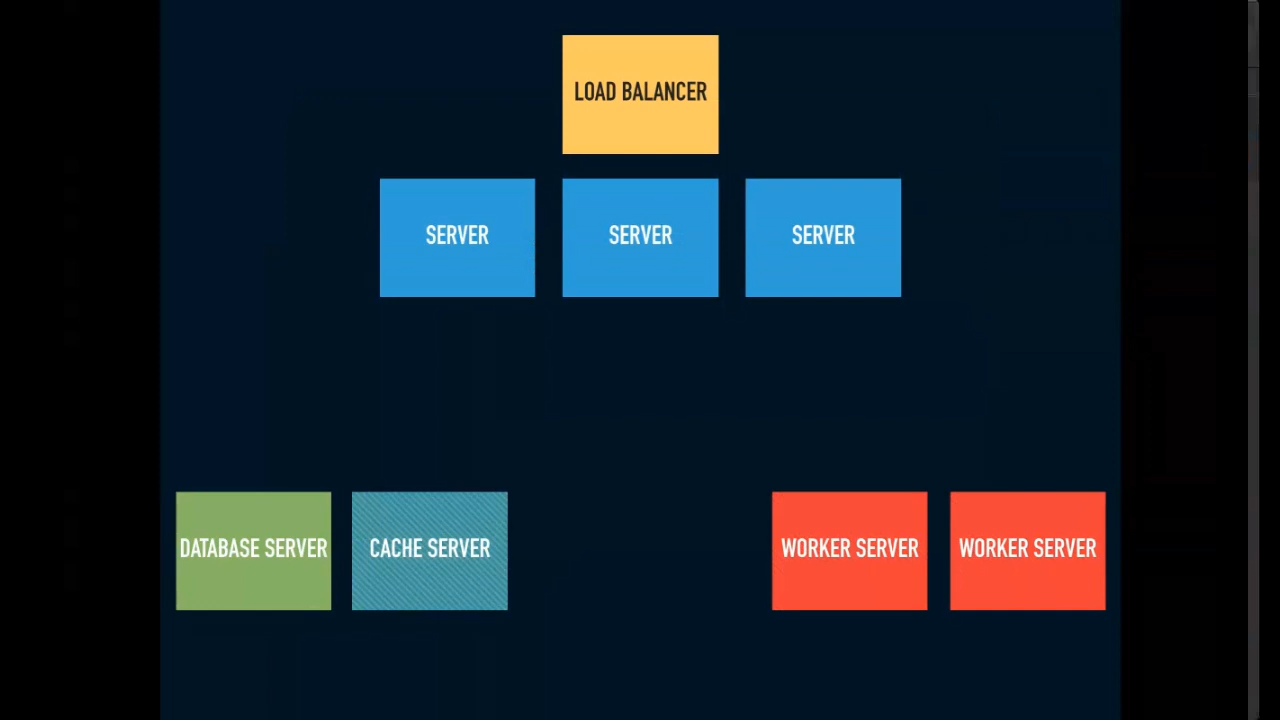 LOAD BALANCER
SERVER
SERVER
SERVER
DATABASE SERVER
CACHE SERVER
WORKER SERVER
WORKER SERVER